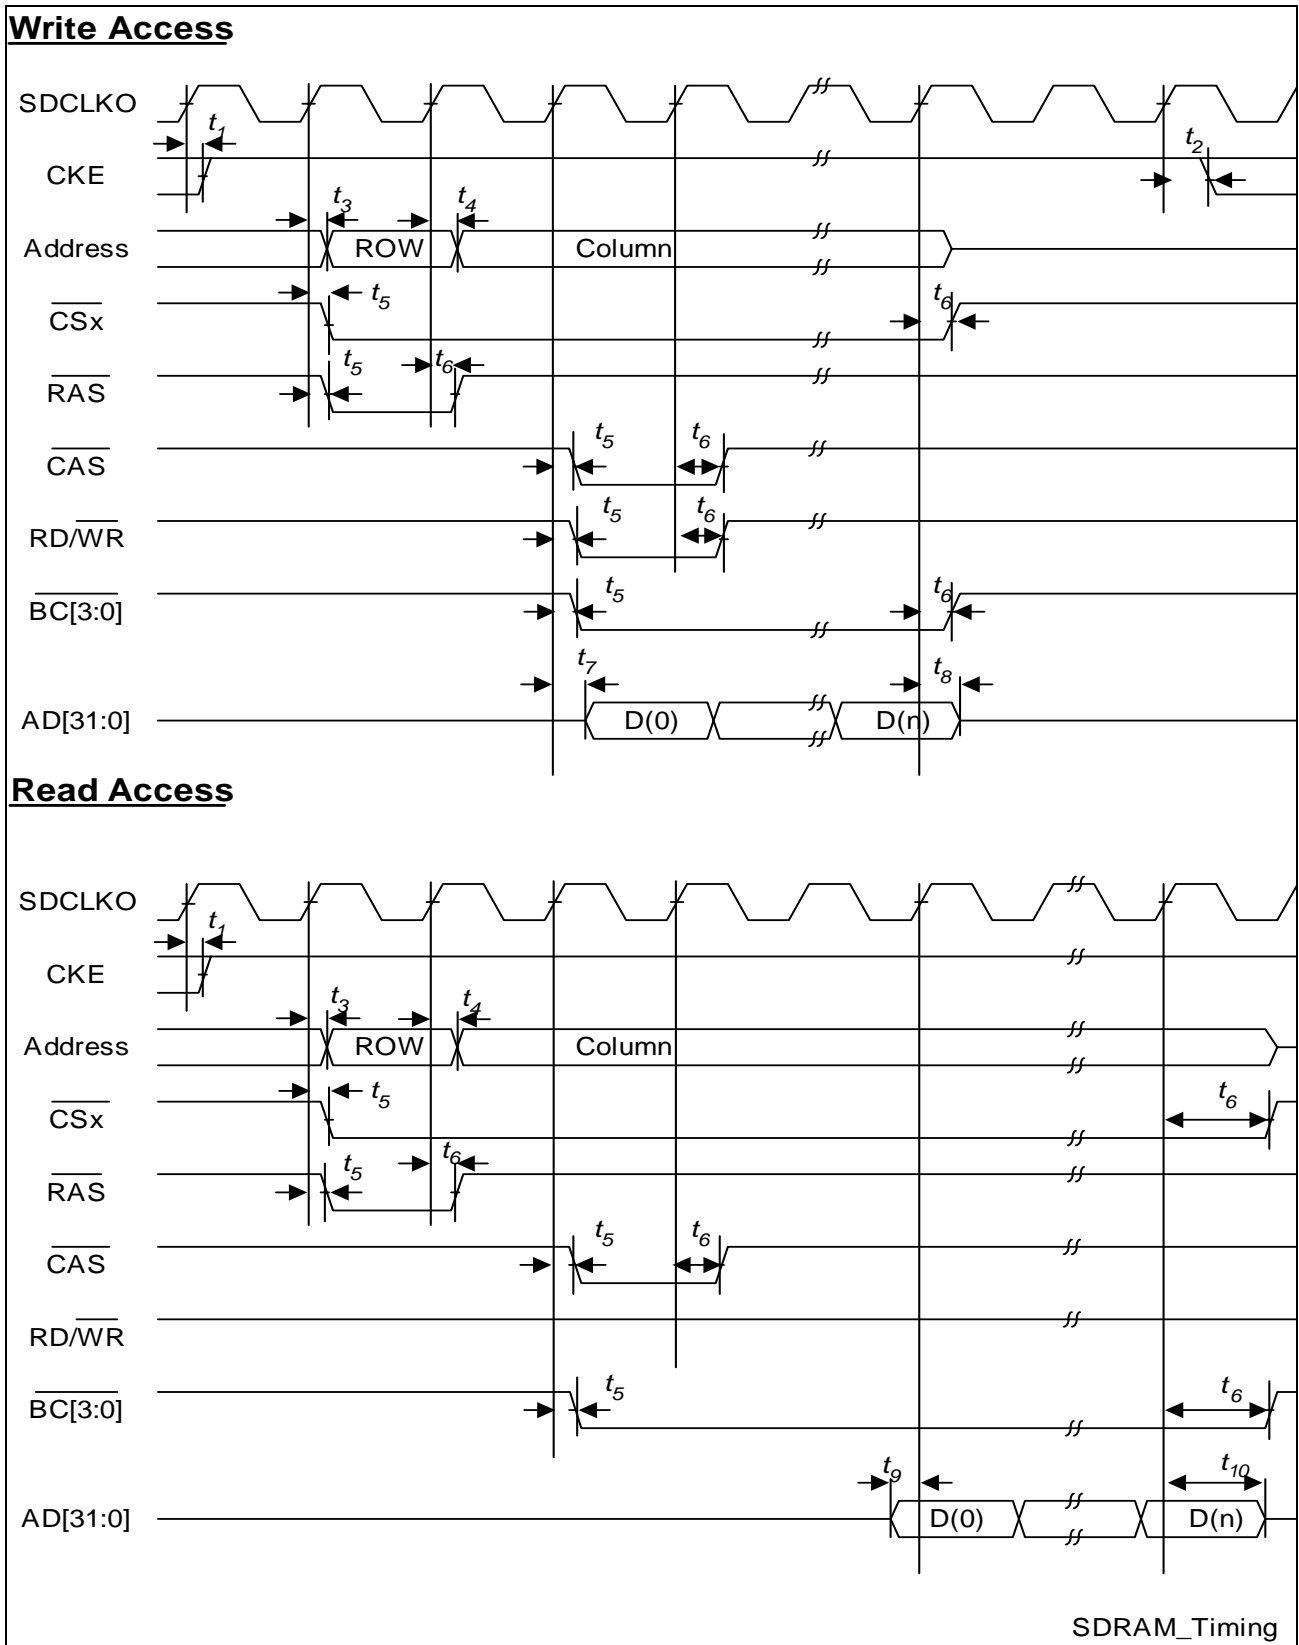 Write Access
SDCLKO
t1
t2
CKE
t3
t4
Address
ROW
Column
t5
t6
CSx
t5
t6
RAS
t5
t6
CAS
t5
t6
RD/WR
t5
t6
BC[3:0]
t7
t8
AD[31:0]
D(0)
D(n)
Read Access
SDCLKO
t1
CKE
t3
t4
Address
ROW
Column
t5
t6
CSx
t5
t6
RAS
t5
t6
CAS
RD/WR
t5
t6
BC[3:0]
t9
t10
AD[31:0]
D(0)
D(n)
SDRAM_Timing